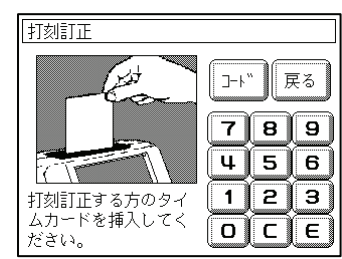 打刻訂正
ｺｰﾄﾞ 戻る
7 8 9
4 5 6
1 2 3
0 C E
打刻訂正する方のタイ
ムカードを挿入してく
ださい。